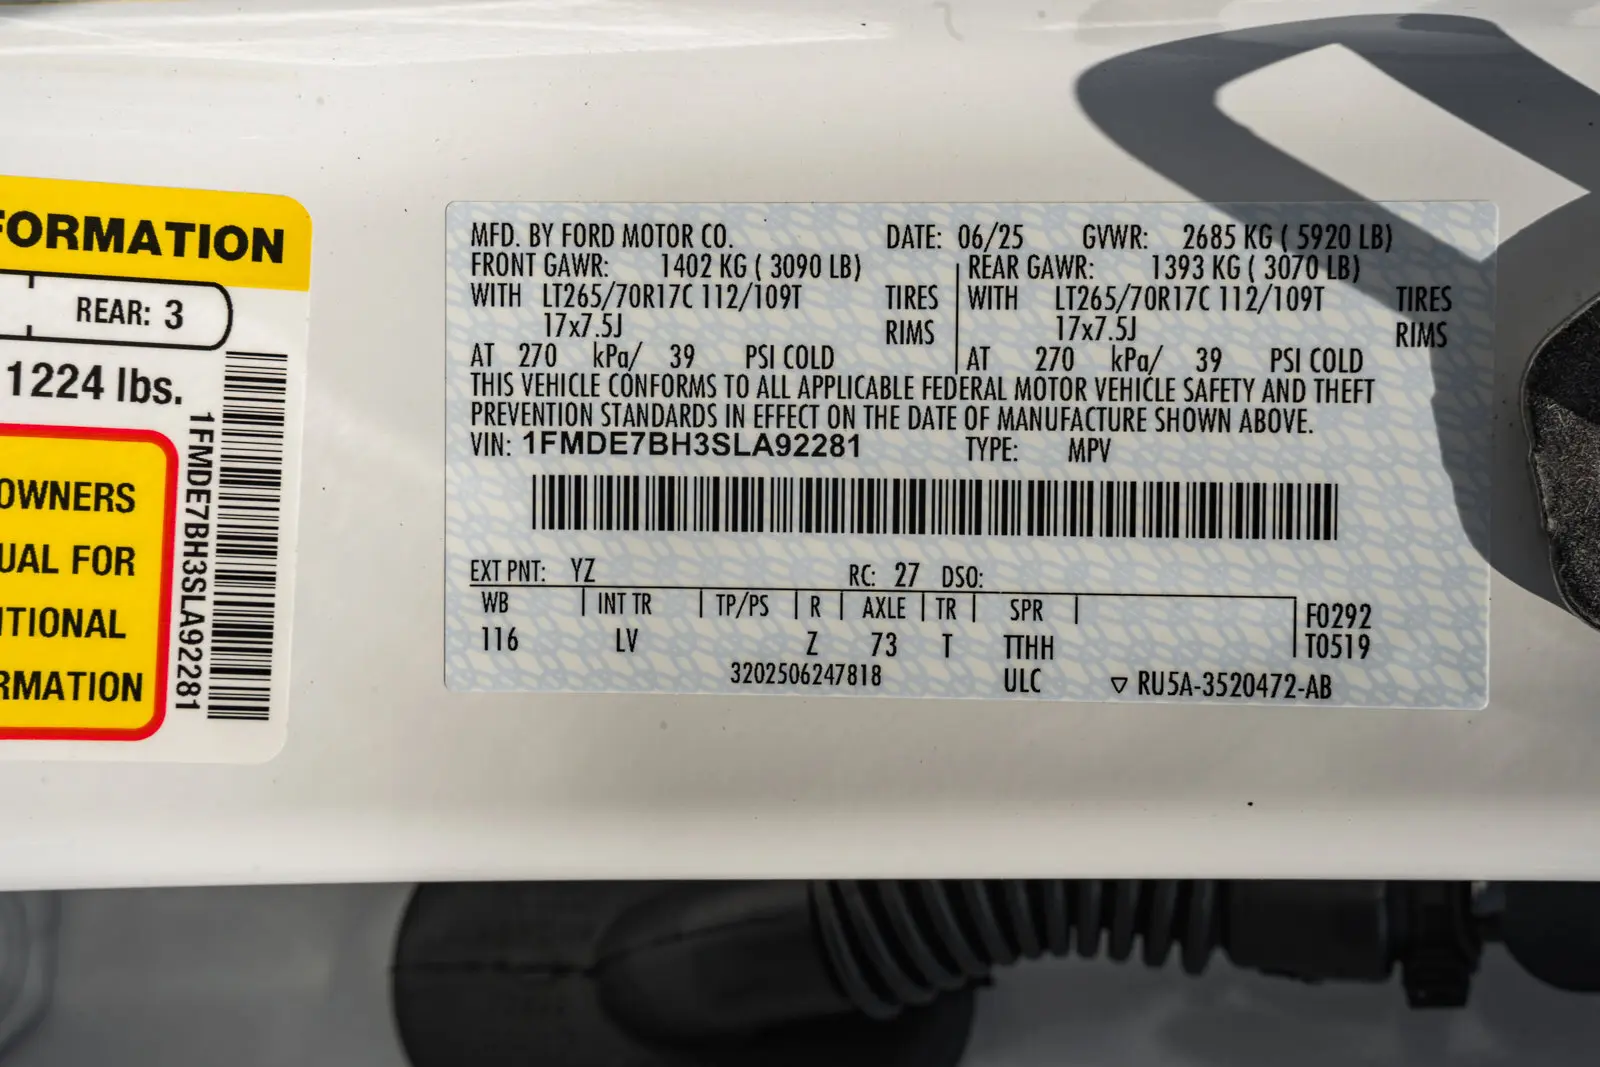 FORMATION
REAR: 3
1224 lbs.
OWNERS
UAL FOR
ITIONAL
RMATION
1FMDE7BH3SLA92281
MFD. BY FORD MOTOR CO. DATE: 06/25 GVWR: 2685 KG ( 5920 LB)
FRONT GAWR: 1402 KG ( 3090 LB) REAR GAWR: 1393 KG ( 3070 LB)
WITH LT265/70R17C 112/109T TIRES WITH LT265/70R17C 112/109T TIRES
17x7.5J RIMS 17x7.5J RIMS
AT 270 kPa/ 39 PSI COLD AT 270 kPa/ 39 PSI COLD
THIS VEHICLE CONFORMS TO ALL APPLICABLE FEDERAL MOTOR VEHICLE SAFETY AND THEFT
PREVENTION STANDARDS IN EFFECT ON THE DATE OF MANUFACTURE SHOWN ABOVE.
VIN: 1FMDE7BH3SLA92281 TYPE: MPV
EXT PNT: YZ RC: 27 DSO:
WB INT TR TP/PS R AXLE TR SPR F0292
116 LV Z 73 T TTHH T0519
3202506247818 ULC ▽ RU5A-3520472-AB